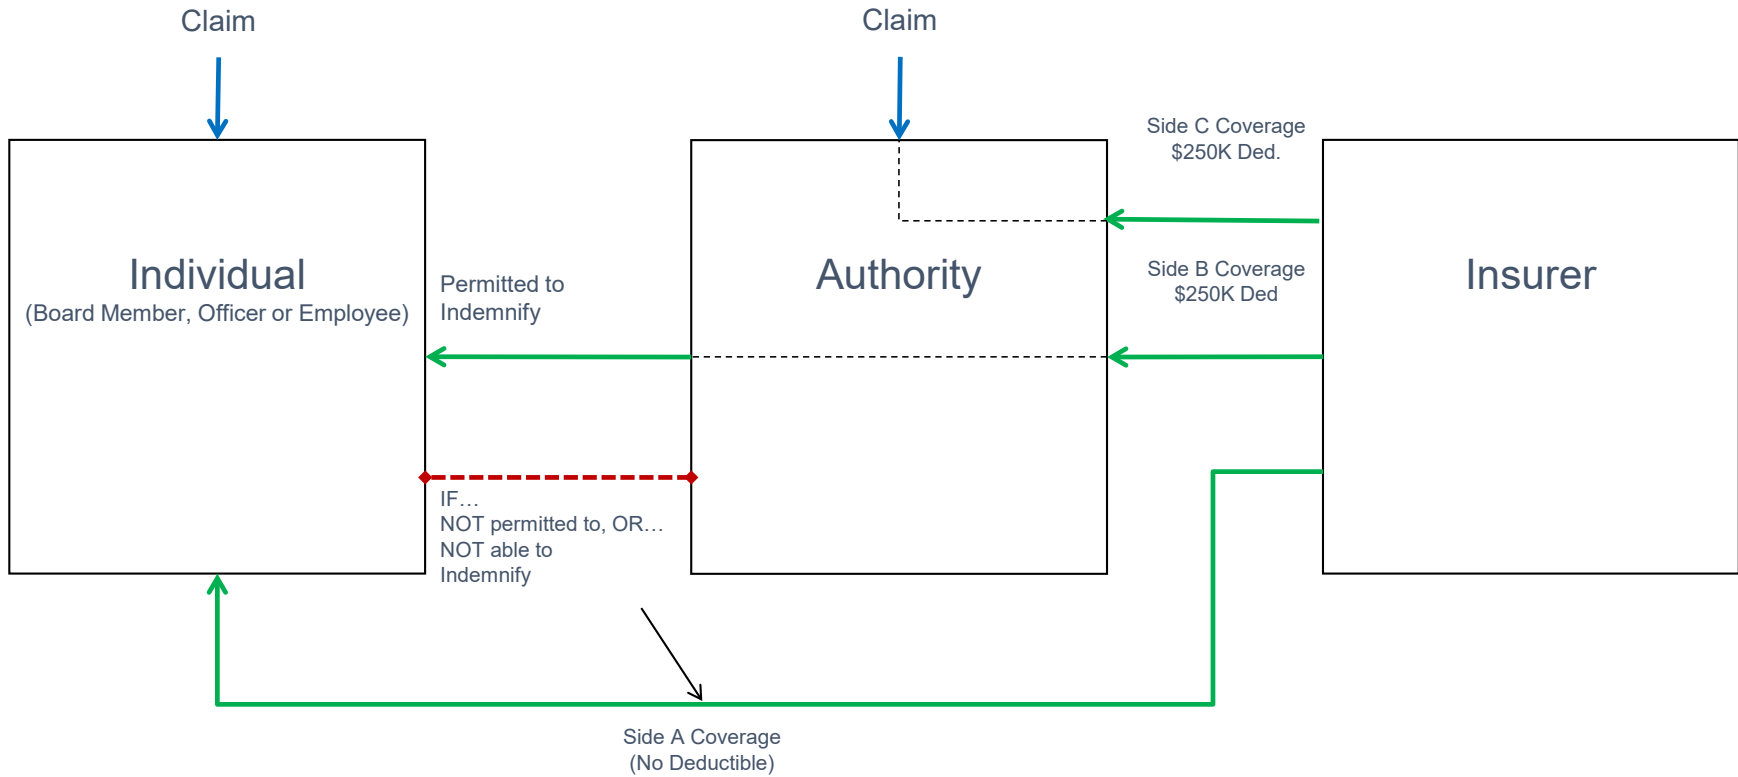 Claim
Claim
Side C Coverage
$250K Ded.
Individual
(Board Member, Officer or Employee)
Permitted to
Indemnify
Authority
Side B Coverage
$250K Ded
Insurer
IF…
NOT permitted to, OR…
NOT able to
Indemnify
Side A Coverage
(No Deductible)